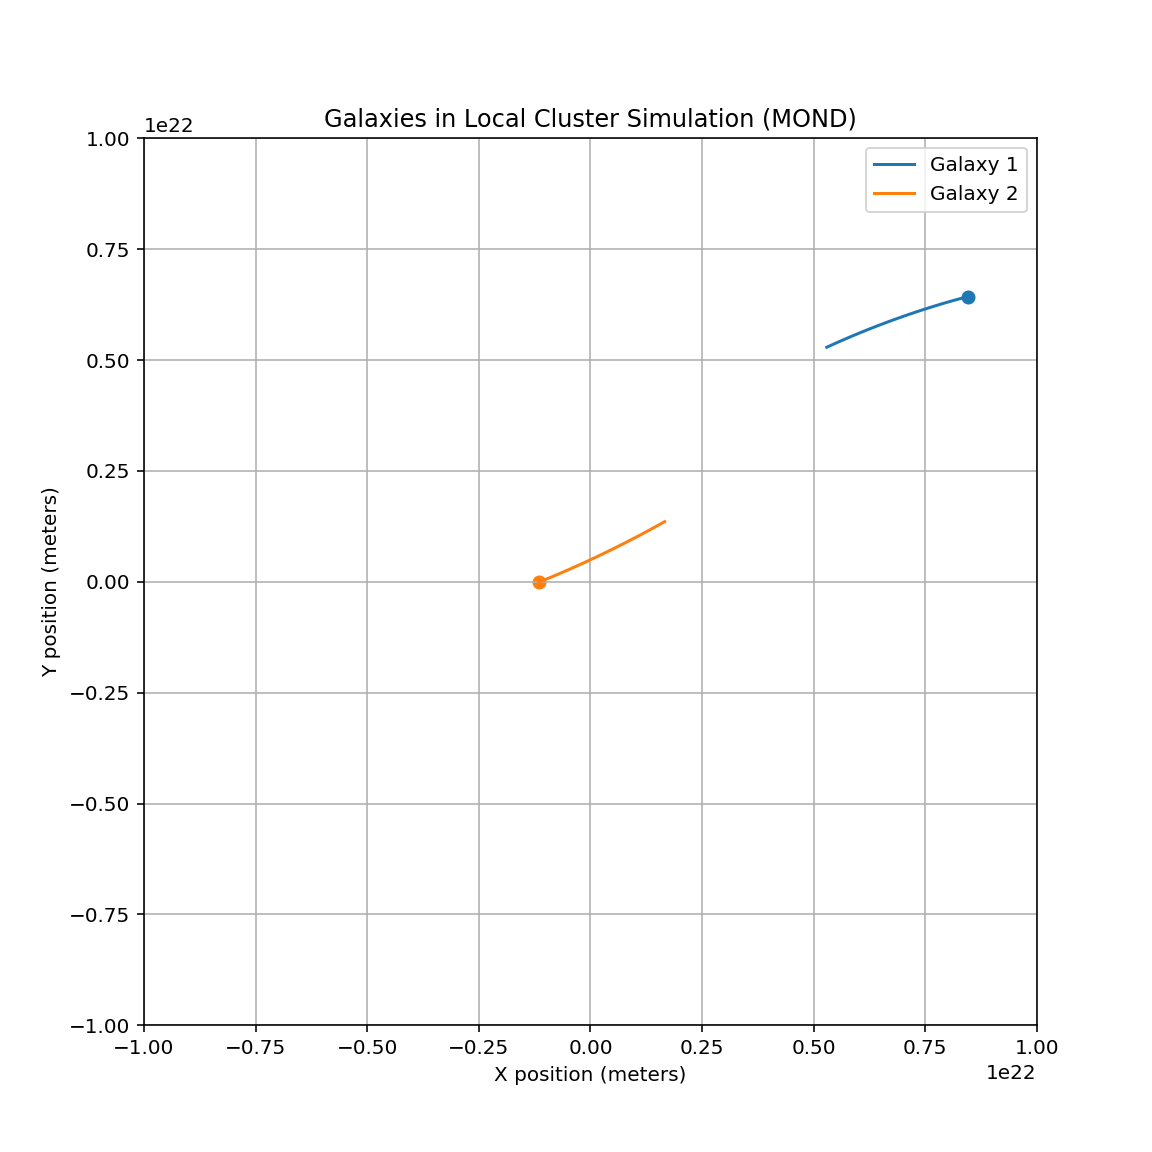 Galaxies in Local Cluster Simulation (MOND)
1e22
Galaxy 1
Galaxy 2
1.00
0.75
0.50
0.25
0.00
−0.25
−0.50
−0.75
−1.00
Y position (meters)
−1.00 −0.75 −0.50 −0.25 0.00 0.25 0.50 0.75 1.00
X position (meters)
1e22